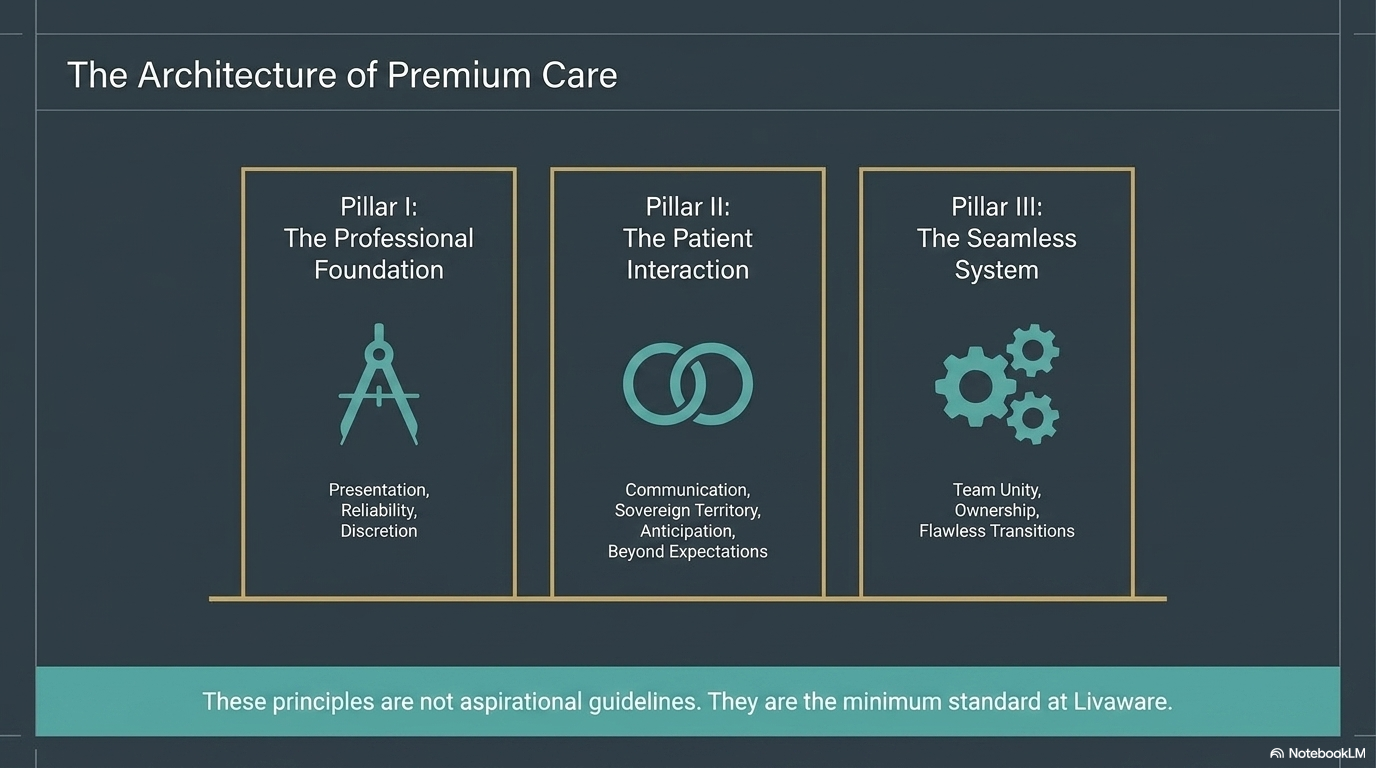 The Architecture of Premium Care
Pillar I:
The Professional
Foundation
Presentation,
Reliability,
Discretion
Pillar II:
The Patient
Interaction
Communication,
Sovereign Territory,
Anticipation,
Beyond Expectations
Pillar III:
The Seamless
System
Team Unity,
Ownership,
Flawless Transitions
These principles are not aspirational guidelines. They are the minimum standard at Livaware.
NotebookLM